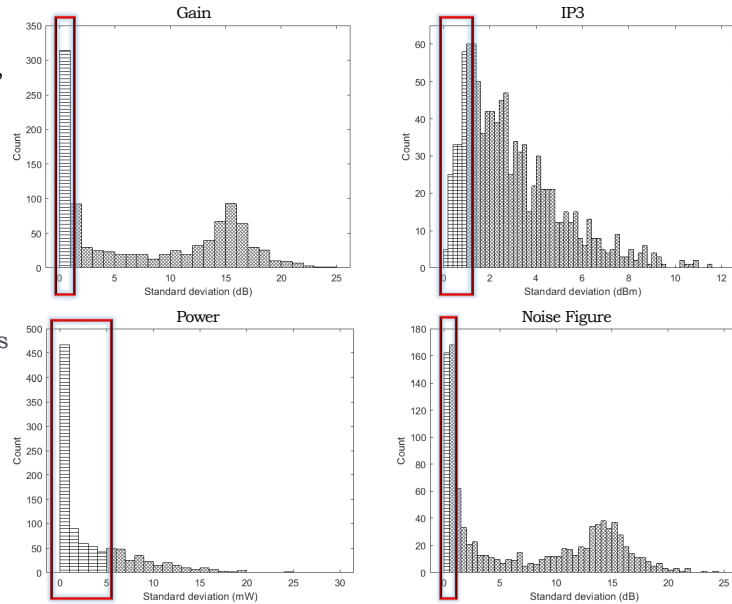 Gain
350
300
250
200
150
100
50
0
Count
0 5 10 15 20 25
Standard deviation (dB)
IP3
60
50
40
30
20
10
0
Count
2 4 6 8 10 12
Standard deviation (dBm)
Power
500
450
400
350
300
250
200
150
100
50
0
Count
0 5 10 15 20 25 30
Standard deviation (mW)
Noise Figure
180
160
140
120
100
80
60
40
20
0
Count
0 5 10 15 20 25
Standard deviation (dB)
,
s